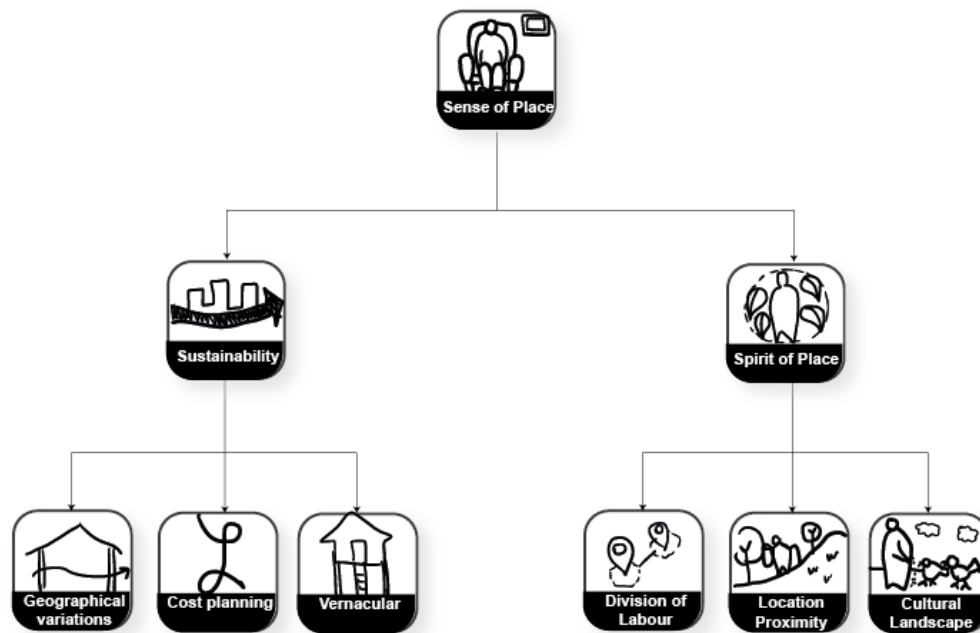 Sense of Place
Sustainability
Spirit of Place
Geographical
variations
Cost planning
Vernacular
Division of
Labour
Location
Proximity
Cultural
Landscape